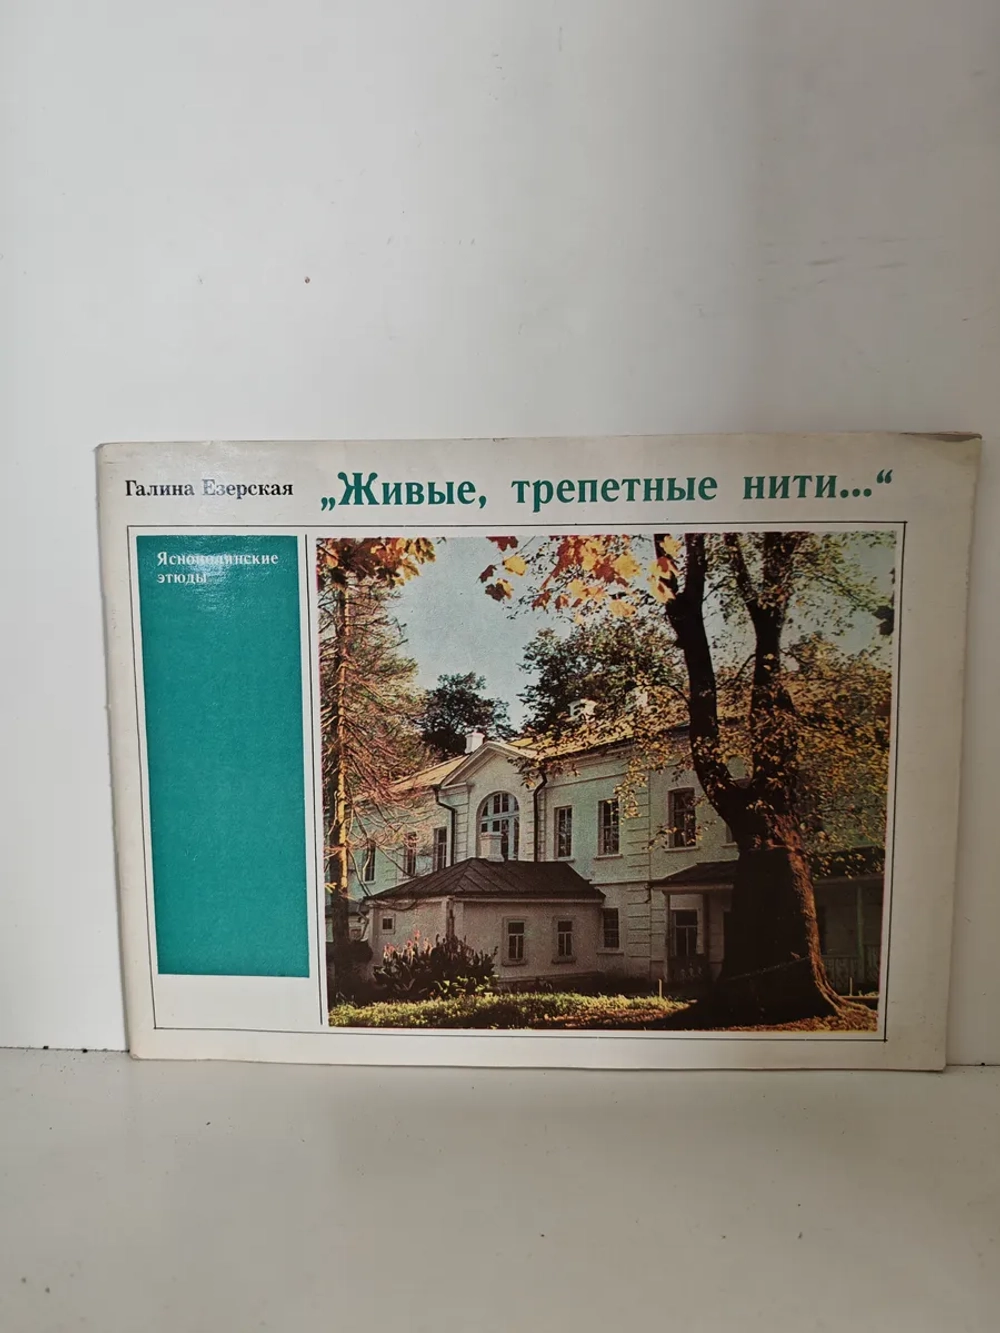 Галина Езерская
„Живые, трепетные нити...“
Яснополянские
этюды